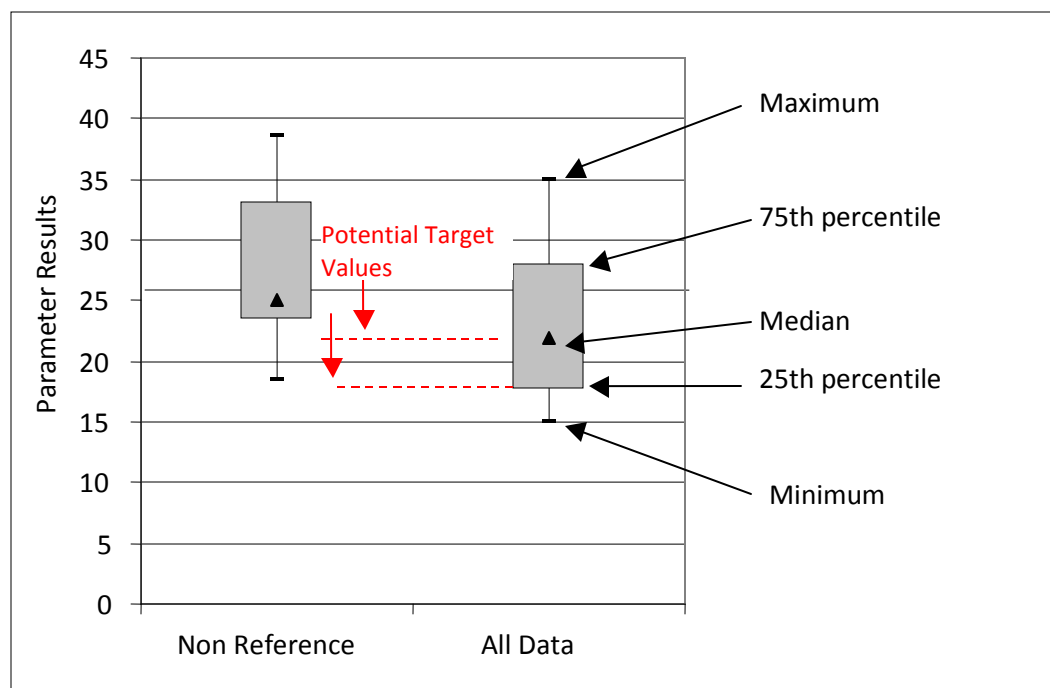 45
40
35
30
25
20
15
10
5
0
Parameter Results
Non Reference
All Data
Potential Target
Values
Maximum
75th percentile
Median
25th percentile
Minimum